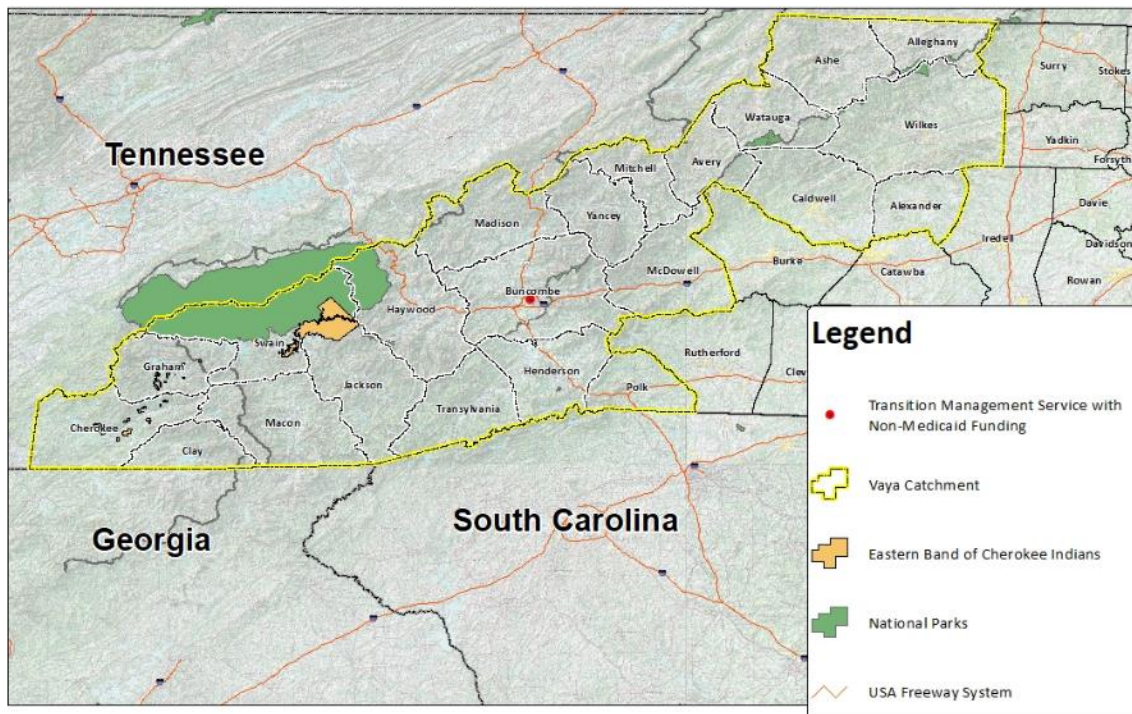 Alleghany
Ashe
Surry
Stokes
Watauga
Wilkes
Yadkin
Forsyth
Tennessee
Mitchell
Avery
Caldwell
Alexander
Davie
Madison
Yancey
Iredell
Davidson
McDowell
Burke
Catawba
Rowan
Buncombe
Haywood
Swain
Rutherford
Clev
Graham
Henderson
Jackson
Polk
Transylvania
Cherokee
Macon
Clay
Georgia
South Carolina
Legend
Transition Management Service with
Non-Medicaid Funding
Vaya Catchment
Eastern Band of Cherokee Indians
National Parks
USA Freeway System